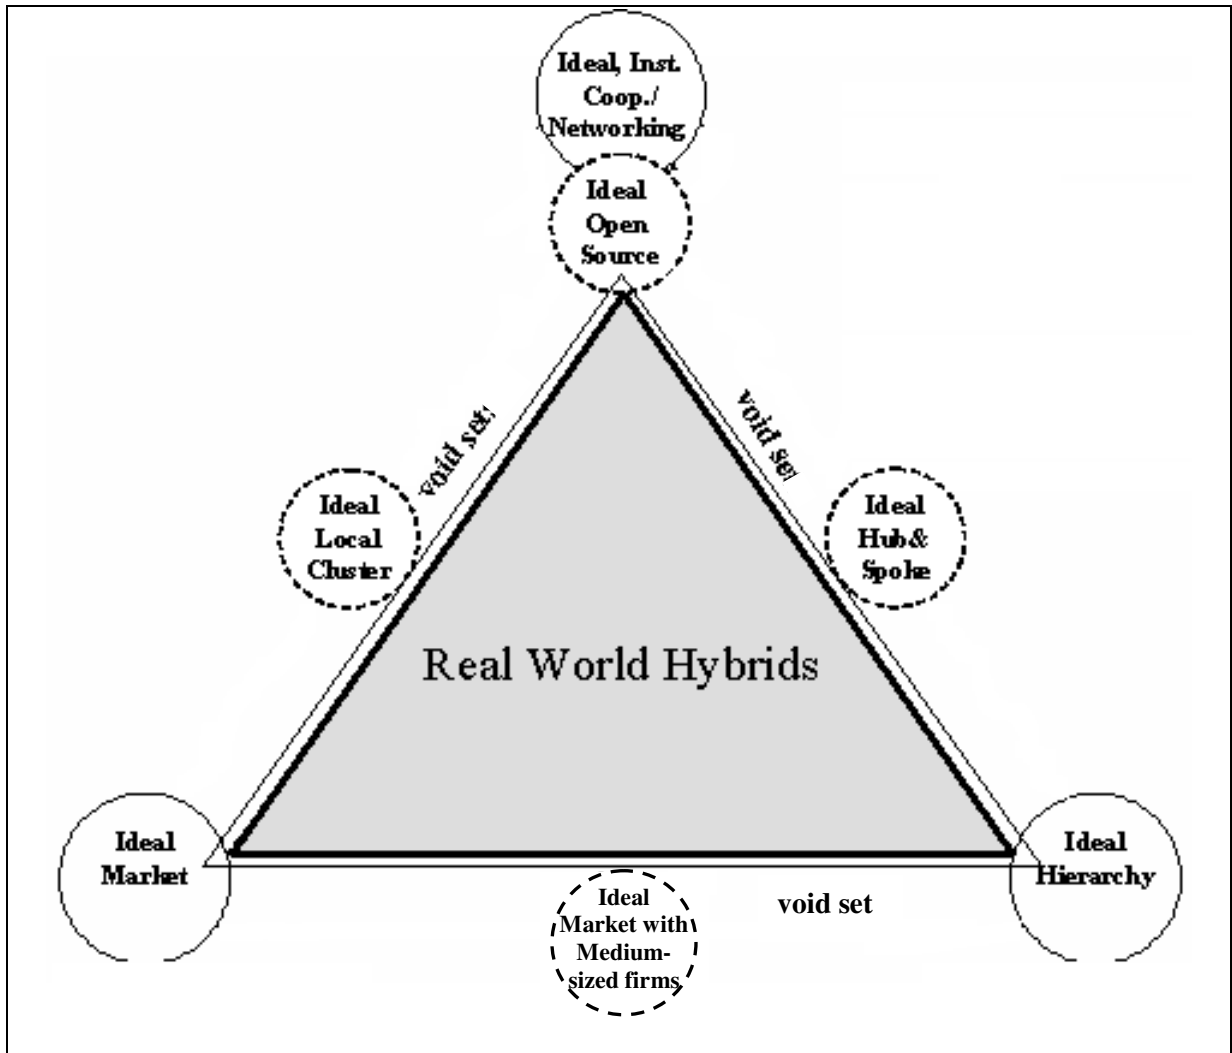 Ideal, Inst.
Coop./
Networking
Ideal
Open
Source
void set
void set
Ideal
Local
Cluster
Ideal
Hub&
Spoke
Real World Hybrids
Ideal
Market
Ideal
Hierarchy
Ideal
Market with
Medium-
sized firms
void set